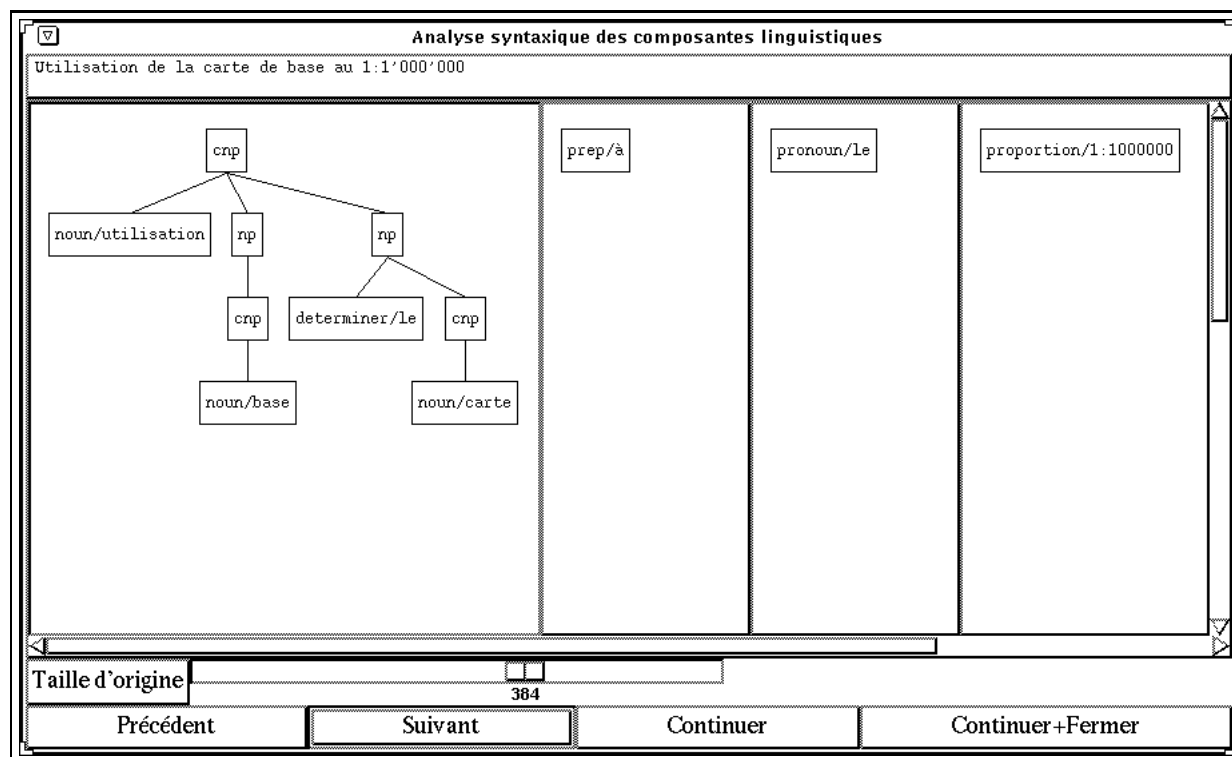 Analyse syntaxique des composantes linguistiques
Utilisation de la carte de base au 1:1’000’000
cnp
prep/à
pronoun/le
proportion/1:1000000
noun/utilisation
np
np
cnp
determiner/le
cnp
noun/base
noun/carte
Taille d’origine
384
Précédent
Suivant
Continuer
Continuer+Fermer